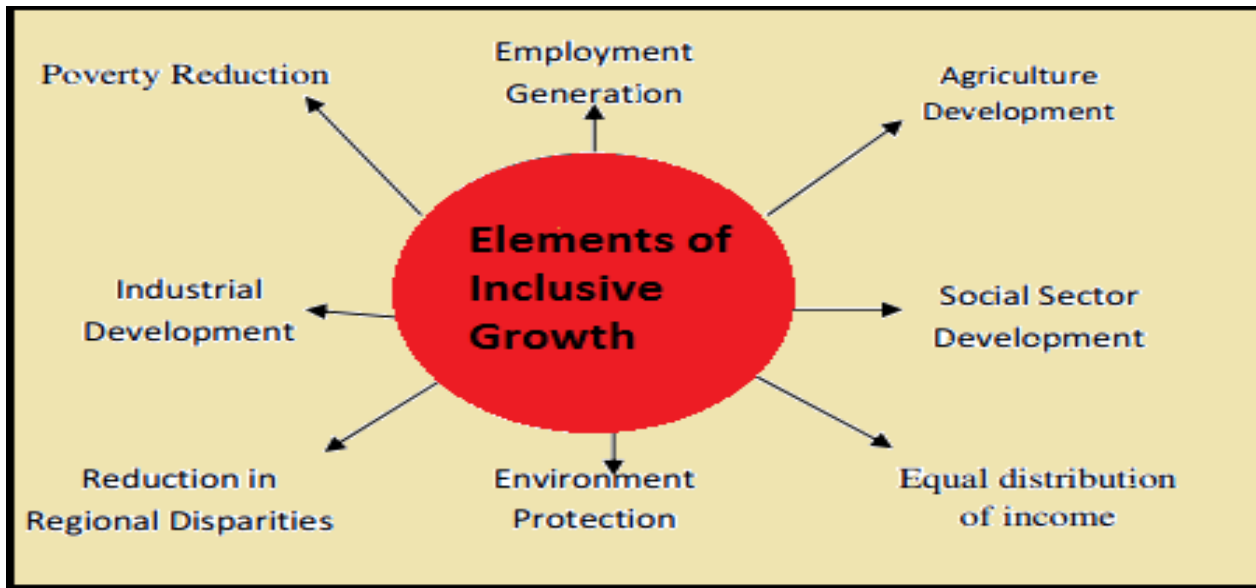 Poverty Reduction
Employment
Generation
Agriculture
Development
Elements of
Inclusive
Growth
Industrial
Development
Social Sector
Development
Reduction in
Regional Disparities
Environment
Protection
Equal distribution
of income